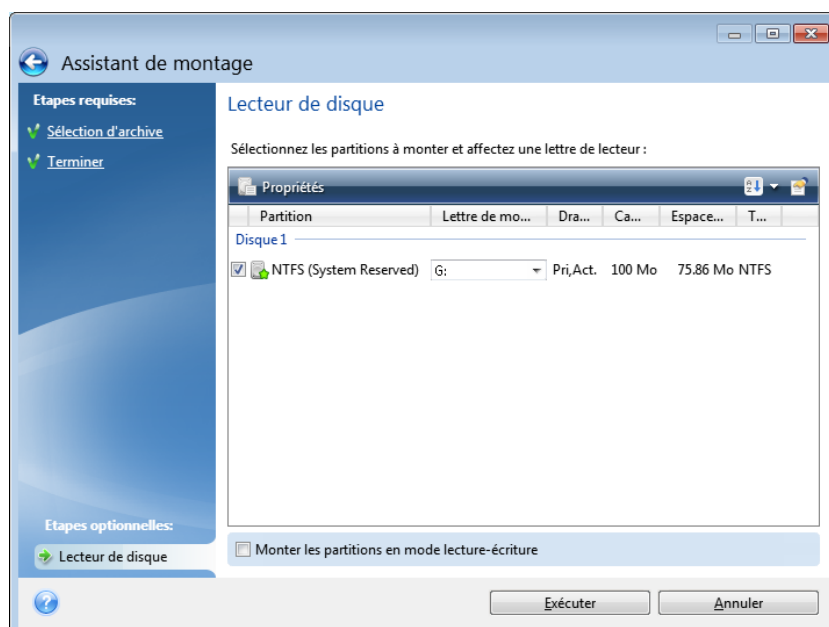 Assistant de montage
Etapes requises:
Sélection d'archive
Terminer
Lecteur de disque
Sélectionnez les partitions à monter et affectez une lettre de lecteur :
Propriétés
Partition Lettre de mo... Dra... Ca... Espace... T...
Disque 1
NTFS (System Reserved) G: Pri,Act. 100 Mo 75.86 Mo NTFS
Etapes optionnelles:
Lecteur de disque
Monter les partitions en mode lecture-écriture
Exécuter Annuler